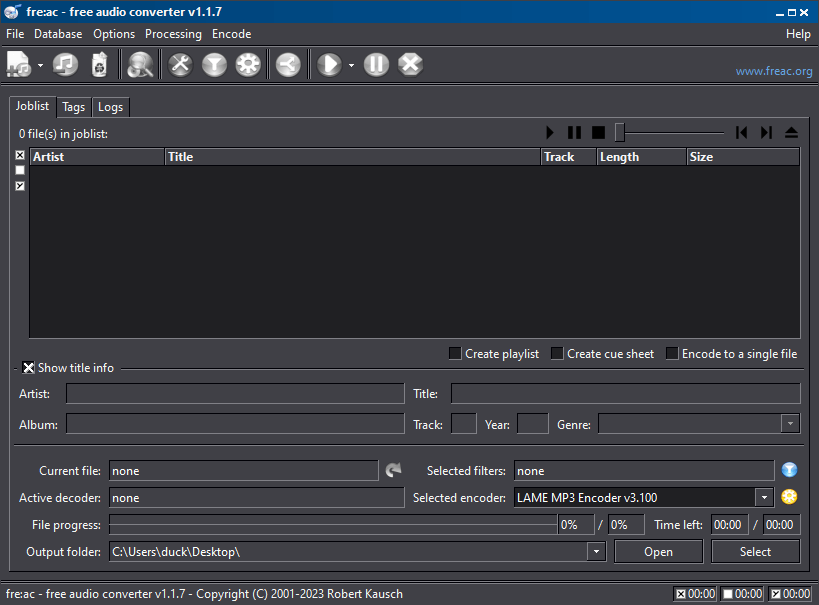 fre:ac - free audio converter v1.1.7
File Database Options Processing Encode Help
www.freac.org
Joblist Tags Logs
0 file(s) in joblist:
Artist Title Track Length Size
Create playlist Create cue sheet Encode to a single file
Show title info
Artist: Title:
Album: Track: Year: Genre:
Current file: none Selected filters: none
Active decoder: none Selected encoder: LAME MP3 Encoder v3.100
File progress: 0% / 0% Time left: 00:00 / 00:00
Output folder: C:\Users\duck\Desktop\ Open Select
fre:ac - free audio converter v1.1.7 - Copyright (C) 2001-2023 Robert Kausch 00:00 00:00 00:00